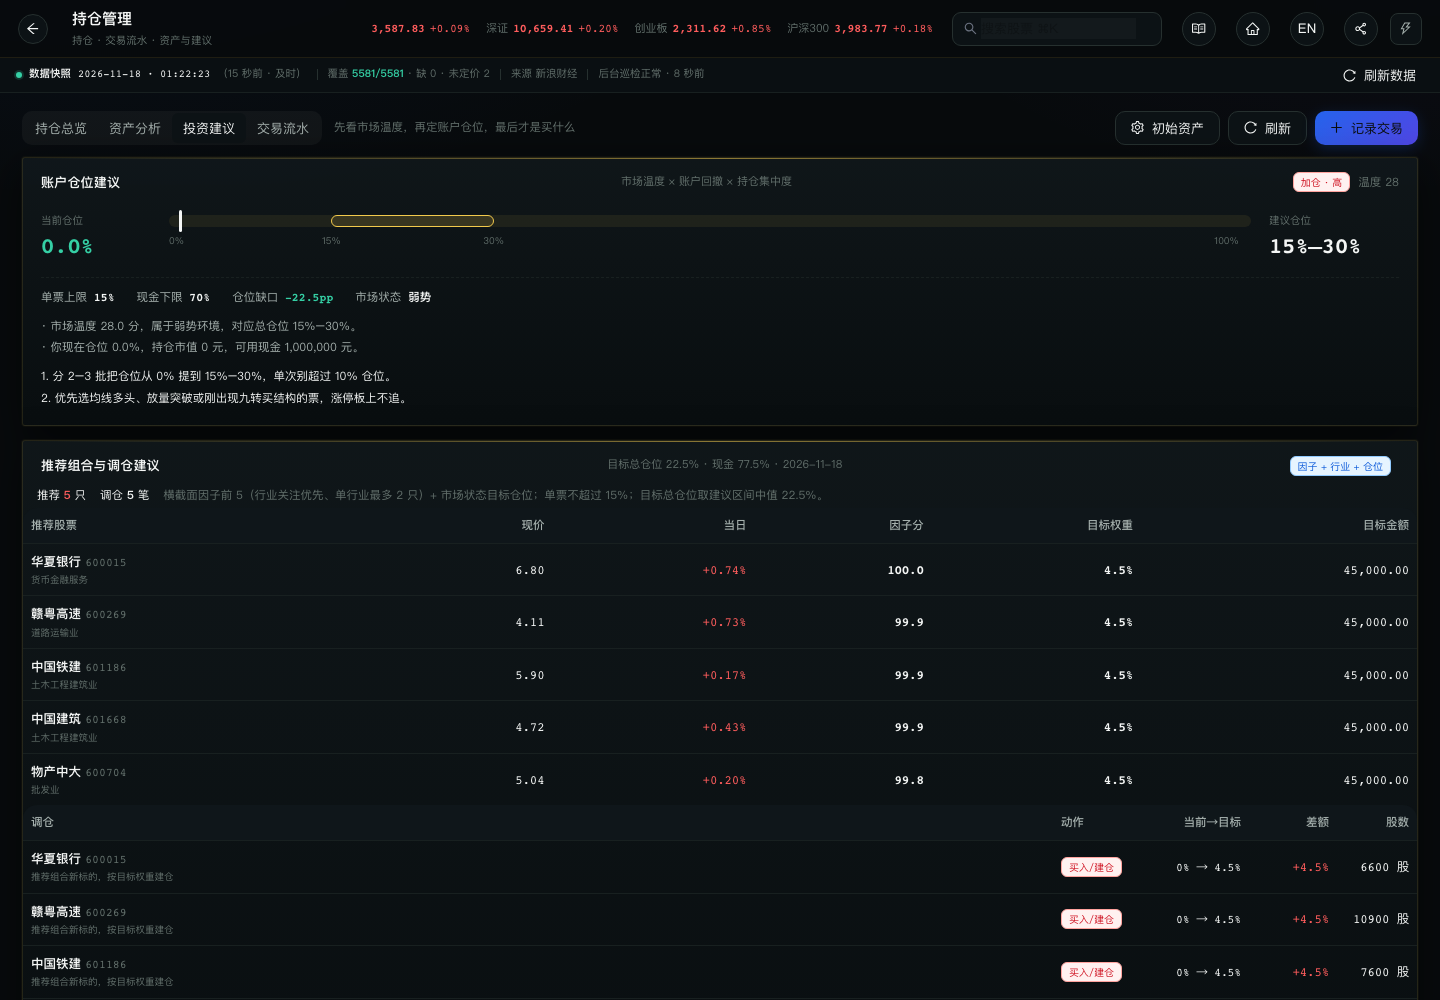 持仓管理
持仓 · 交易流水 · 资产与建议
3,587.83 +0.09% 深证 10,659.41 +0.20% 创业板 2,311.62 +0.85% 沪深300 3,983.77 +0.18%
EN
数据快照 2026-11-18 · 01:22:23 (15 秒前 · 及时) 覆盖 5581/5581 · 缺 0 · 未定价 2 来源 新浪财经 后台巡检正常 · 8 秒前
刷新数据
持仓总览 资产分析 投资建议 交易流水 先看市场温度，再定账户仓位，最后才是买什么
初始资产 刷新 + 记录交易
账户仓位建议 市场温度 × 账户回撤 × 持仓集中度 加仓 · 高 温度 28
当前仓位 建议仓位
0.0% 0% 15% 30% 100% 15%—30%
单票上限 15% 现金下限 70% 仓位缺口 -22.5pp 市场状态 弱势
· 市场温度 28.0 分，属于弱势环境，对应总仓位 15%—30%。
· 你现在仓位 0.0%，持仓市值 0 元，可用现金 1,000,000 元。
1. 分 2—3 批把仓位从 0% 提到 15%—30%，单次别超过 10% 仓位。
2. 优先选均线多头、放量突破或刚出现九转买结构的票，涨停板上不追。
推荐组合与调仓建议 目标总仓位 22.5% · 现金 77.5% · 2026-11-18 因子 + 行业 + 仓位
推荐 5 只 调仓 5 笔 横截面因子前 5（行业关注优先、单行业最多 2 只）+ 市场状态目标仓位；单票不超过 15%；目标总仓位取建议区间中值 22.5%。
推荐股票 现价 当日 因子分 目标权重 目标金额
华夏银行 600015 6.80 +0.74% 100.0 4.5% 45,000.00
货币金融服务
赣粤高速 600269 4.11 +0.73% 99.9 4.5% 45,000.00
道路运输业
中国铁建 601186 5.90 +0.17% 99.9 4.5% 45,000.00
土木工程建筑业
中国建筑 601668 4.72 +0.43% 99.9 4.5% 45,000.00
土木工程建筑业
物产中大 600704 5.04 +0.20% 99.8 4.5% 45,000.00
批发业
调仓 动作 当前→目标 差额 股数
华夏银行 600015 买入/建仓 0% → 4.5% +4.5% 6600 股
推荐组合新标的，按目标权重建仓
赣粤高速 600269 买入/建仓 0% → 4.5% +4.5% 10900 股
推荐组合新标的，按目标权重建仓
中国铁建 601186 买入/建仓 0% → 4.5% +4.5% 7600 股
推荐组合新标的，按目标权重建仓